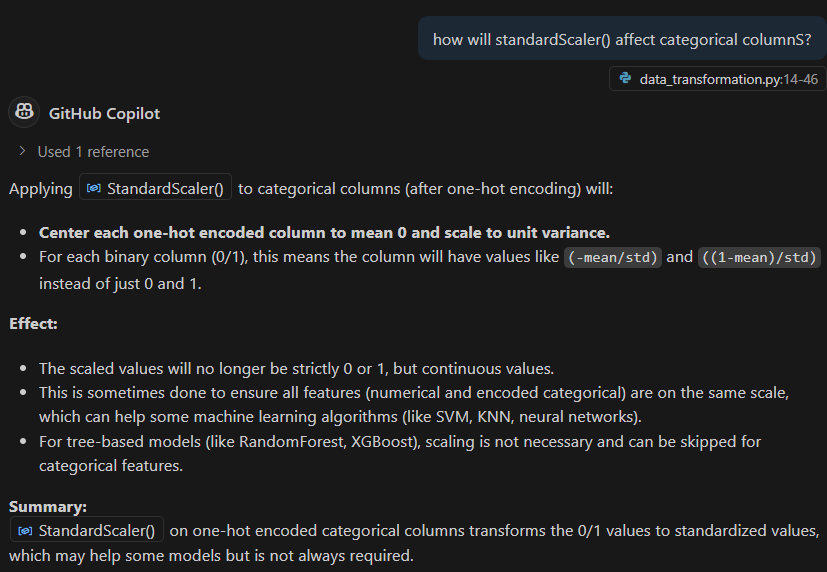 how will standardScaler() affect categorical columnS?
data_transformation.py:14-46
GitHub Copilot
Used 1 reference
Applying StandardScaler() to categorical columns (after one-hot encoding) will:
• Center each one-hot encoded column to mean 0 and scale to unit variance.
• For each binary column (0/1), this means the column will have values like (-mean/std) and ((1-mean)/std)
instead of just 0 and 1.
Effect:
• The scaled values will no longer be strictly 0 or 1, but continuous values.
• This is sometimes done to ensure all features (numerical and encoded categorical) are on the same scale,
which can help some machine learning algorithms (like SVM, KNN, neural networks).
• For tree-based models (like RandomForest, XGBoost), scaling is not necessary and can be skipped for
categorical features.
Summary:
StandardScaler() on one-hot encoded categorical columns transforms the 0/1 values to standardized values,
which may help some models but is not always required.